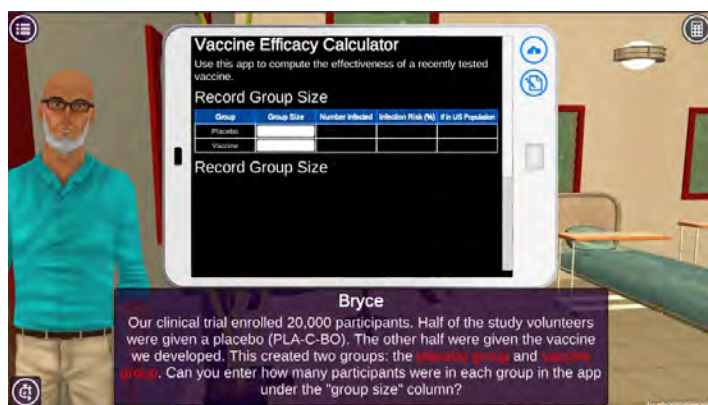 Vaccine Efficacy Calculator
Use this app to compute the effectiveness of a recently tested
vaccine.
Record Group Size
Group Group Size Number Infected Infection Risk (%) If in US Population
Placebo
Vaccine
Record Group Size
Bryce
Our clinical trial enrolled 20,000 participants. Half of the study volunteers
were given a placebo (PLA-C-BO). The other half were given the vaccine
we developed. This created two groups: the placebo group and vaccine
group. Can you enter how many participants were in each group in the app
under the "group size" column?